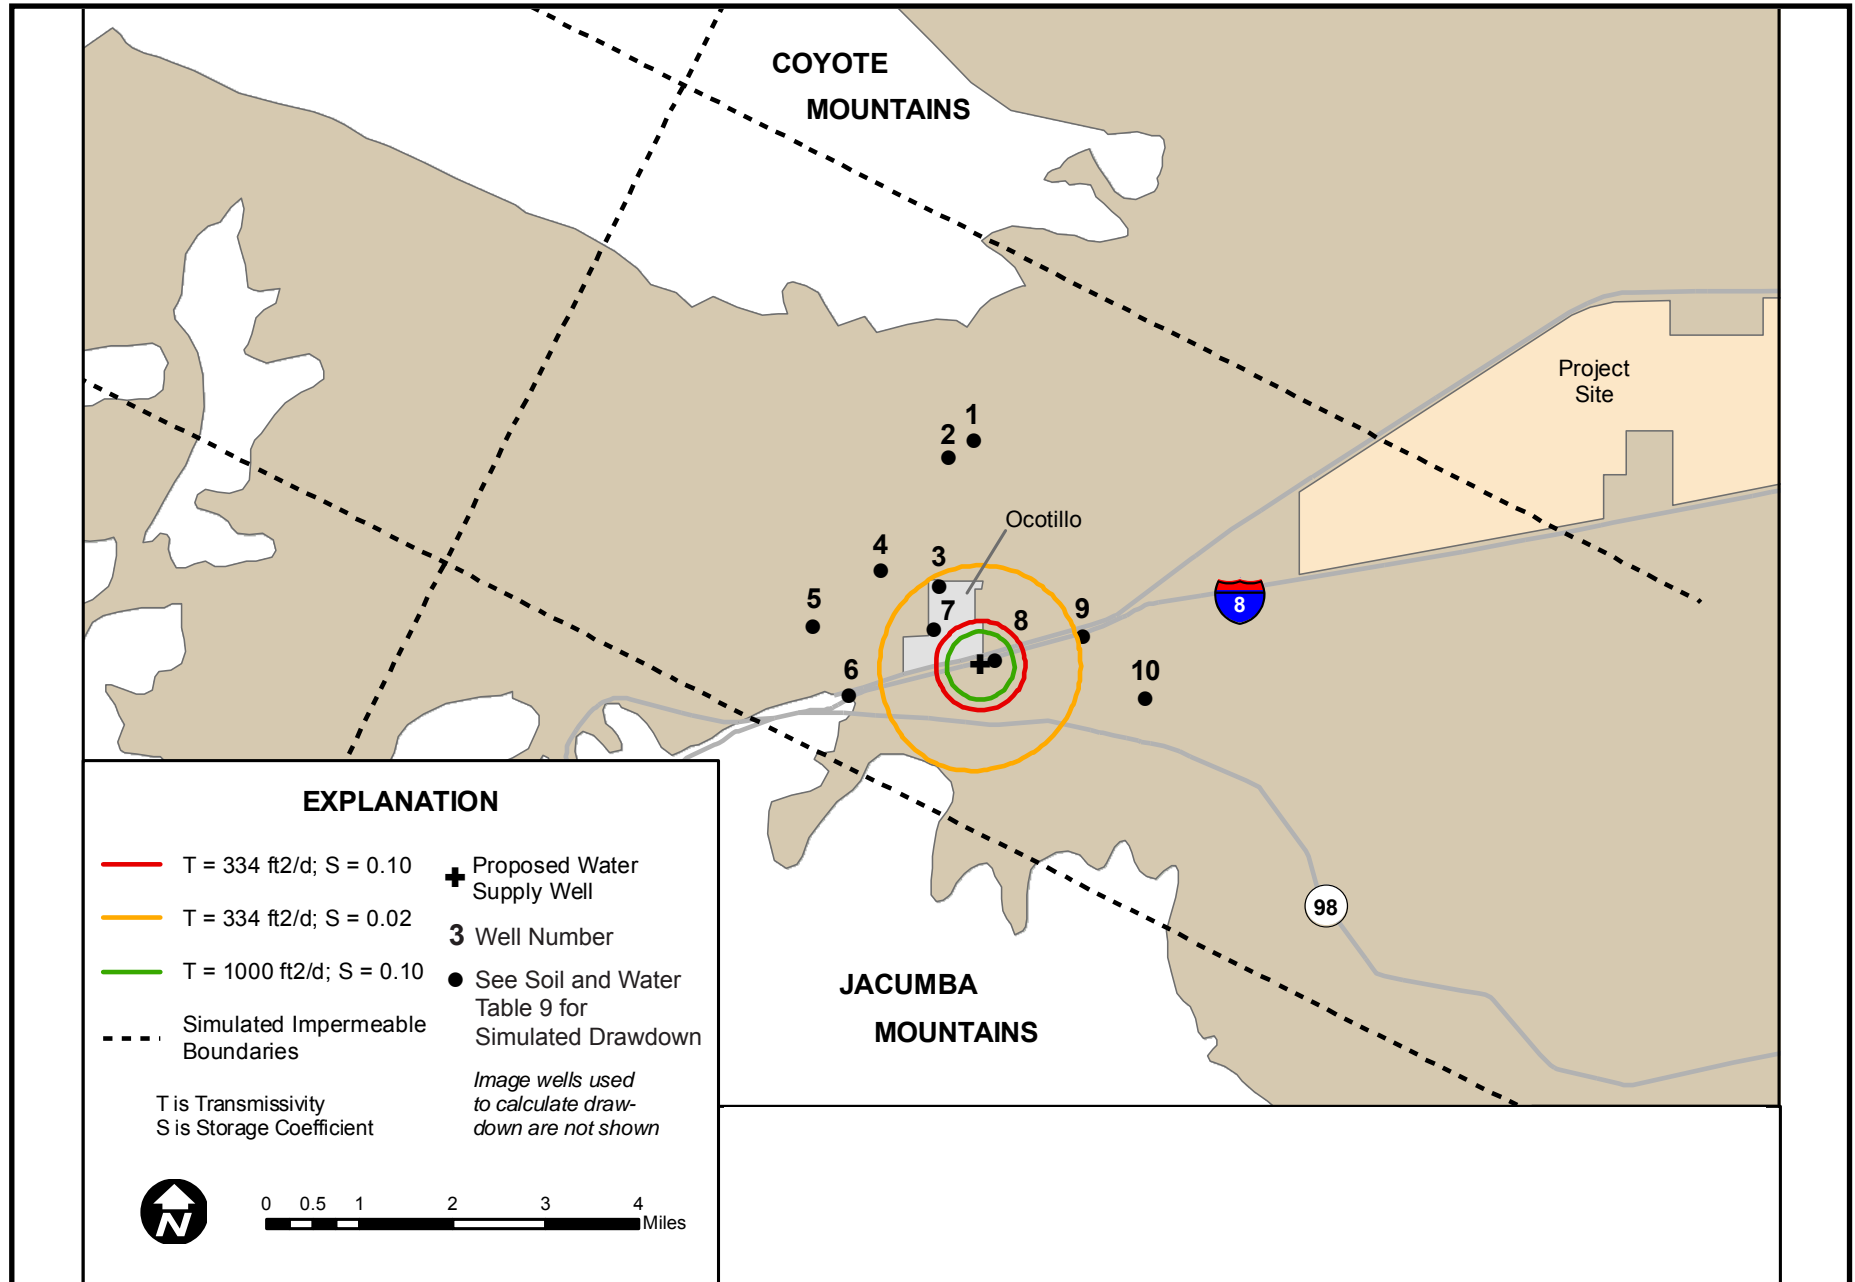 COYOTE
MOUNTAINS
Project
Site
1
2
Ocotillo
4
3
5
7
8
9
8
6
10
EXPLANATION
T = 334 ft2/d; S = 0.10
T = 334 ft2/d; S = 0.02
T = 1000 ft2/d; S = 0.10
Simulated Impermeable
Boundaries
T is Transmissivity
S is Storage Coefficient
Proposed Water
Supply Well
3 Well Number
See Soil and Water
Table 9 for
Simulated Drawdown
Image wells used
to calculate draw-
down are not shown
N
0 0.5 1 2 3 4
Miles
98
JACUMBA
MOUNTAINS